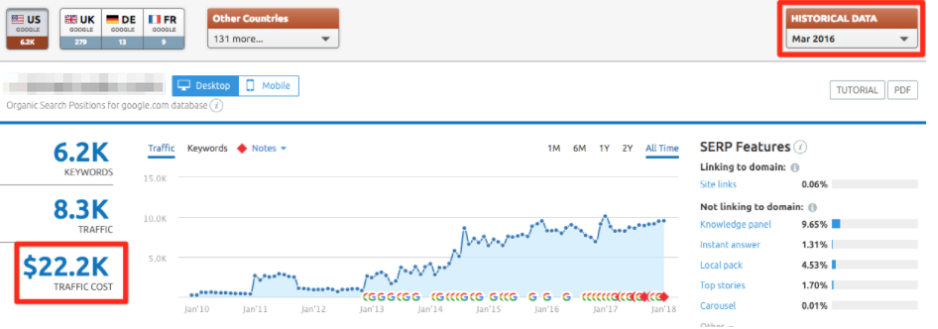 US
GOOGLE
6.2K
UK
GOOGLE
279
DE
GOOGLE
13
FR
GOOGLE
9
Other Countries
131 more...
HISTORICAL DATA
Mar 2016
Desktop
Mobile
Organic Search Positions for google.com database
TUTORIAL
PDF
6.2K
KEYWORDS
8.3K
TRAFFIC
$22.2K
TRAFFIC COST
Traffic Keywords Notes
1M 6M 1Y 2Y All Time
15.0K
10.0K
5.0K
Jan'10 Jan'11 Jan'12 Jan'13 Jan'14 Jan'15 Jan'16 Jan'17 Jan'18
SERP Features
Linking to domain:
Site links 0.06%
Not linking to domain:
Knowledge panel 9.65%
Instant answer 1.31%
Local pack 4.53%
Top stories 1.70%
Carousel 0.01%